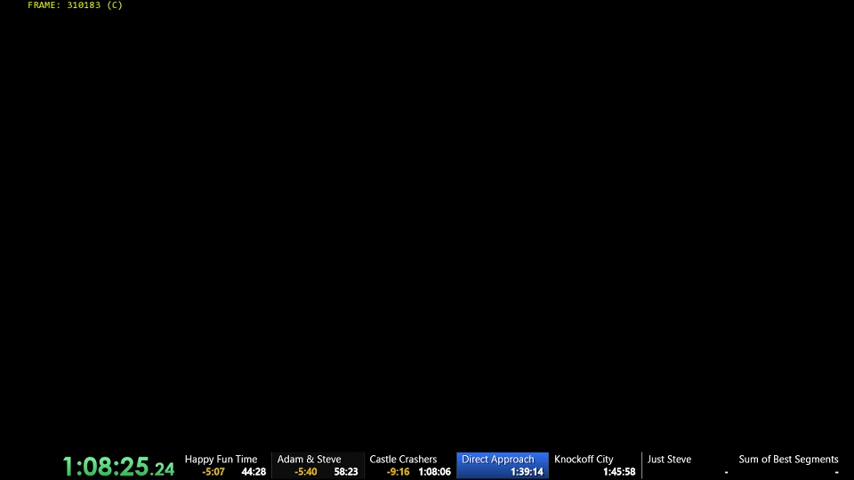 FRAME: 310183 (C)
1:08:25.24
Happy Fun Time
-5:07 44:28
Adam & Steve
-5:40 58:23
Castle Crashers
-9:16 1:08:06
Direct Approach
1:39:14
Knockoff City
1:45:58
Just Steve
-
Sum of Best Segments
-